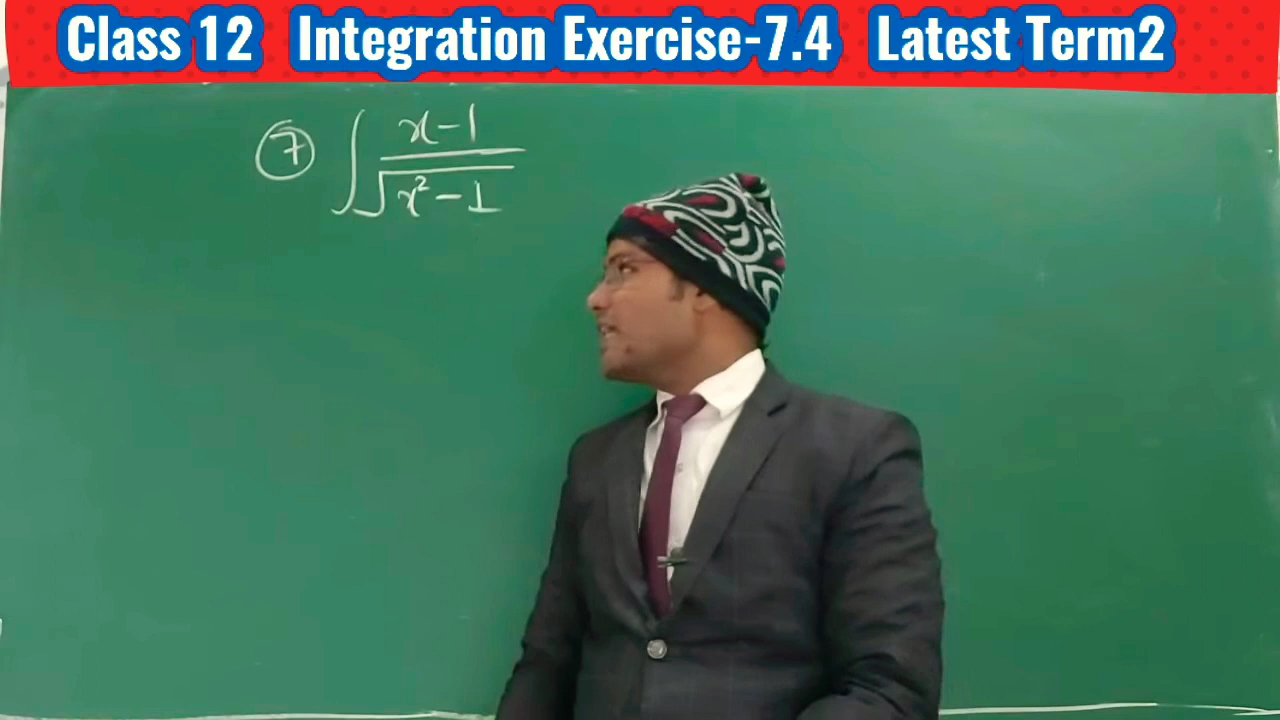 Class 12 Integration Exercise-7.4 Latest Term2
⑦ ∫ x-1
√x²-1